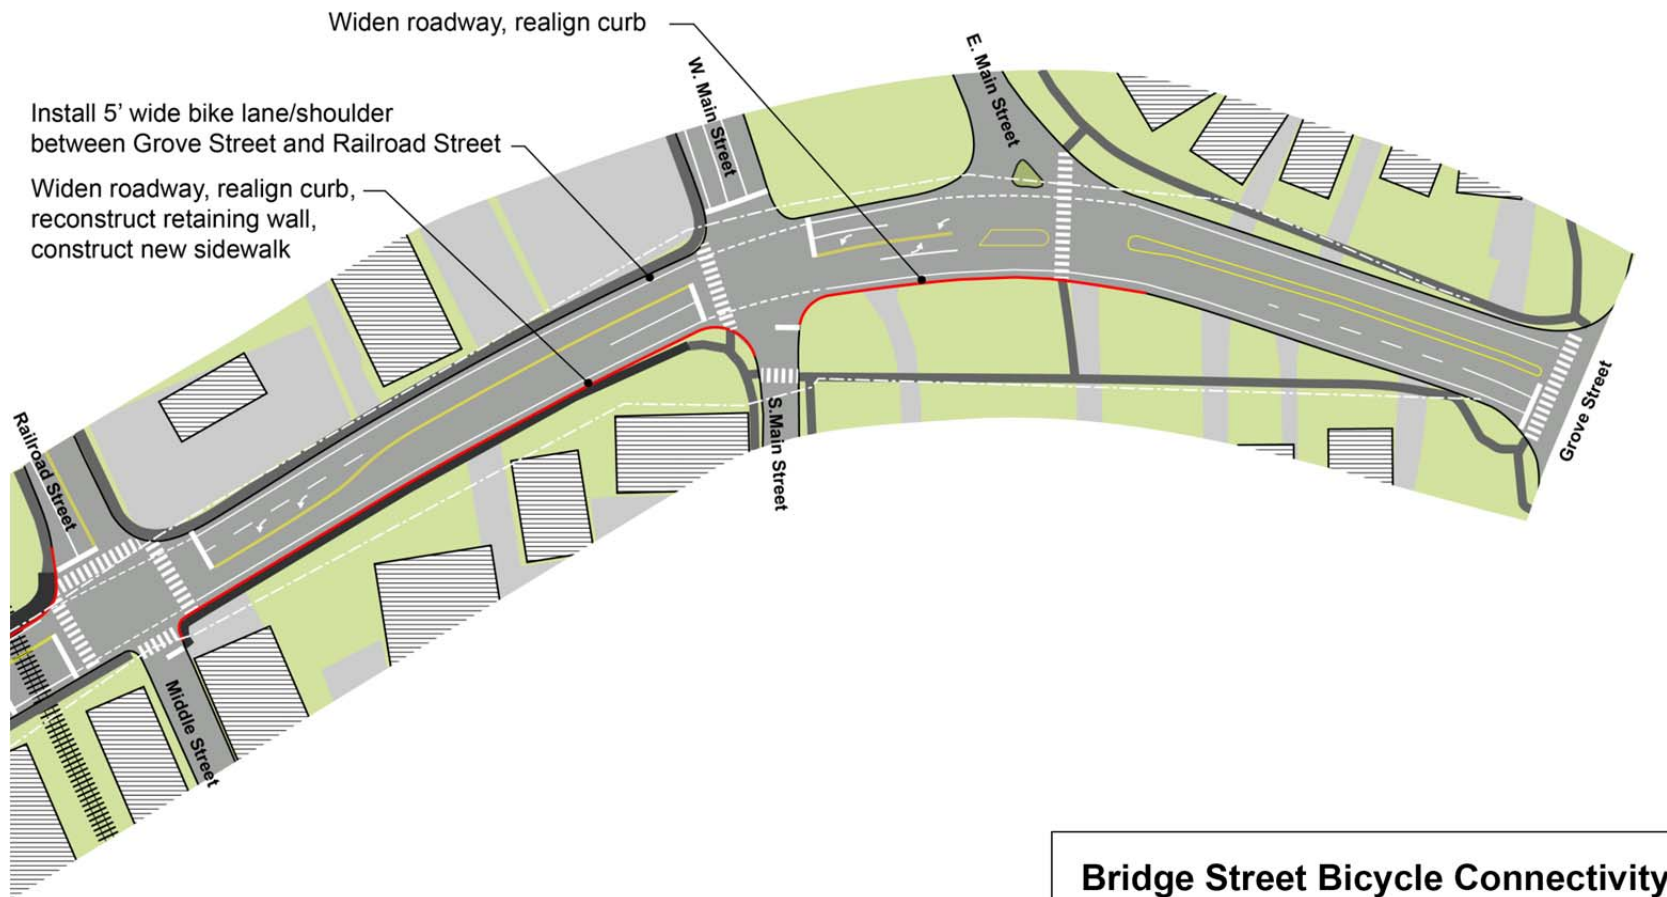 Widen roadway, realign curb
Install 5' wide bike lane/shoulder
between Grove Street and Railroad Street
Widen roadway, realign curb,
reconstruct retaining wall,
construct new sidewalk
W. Main Street
E. Main Street
Railroad Street
S.Main Street
Grove Street
Middle Street
Bridge Street Bicycle Connectivity